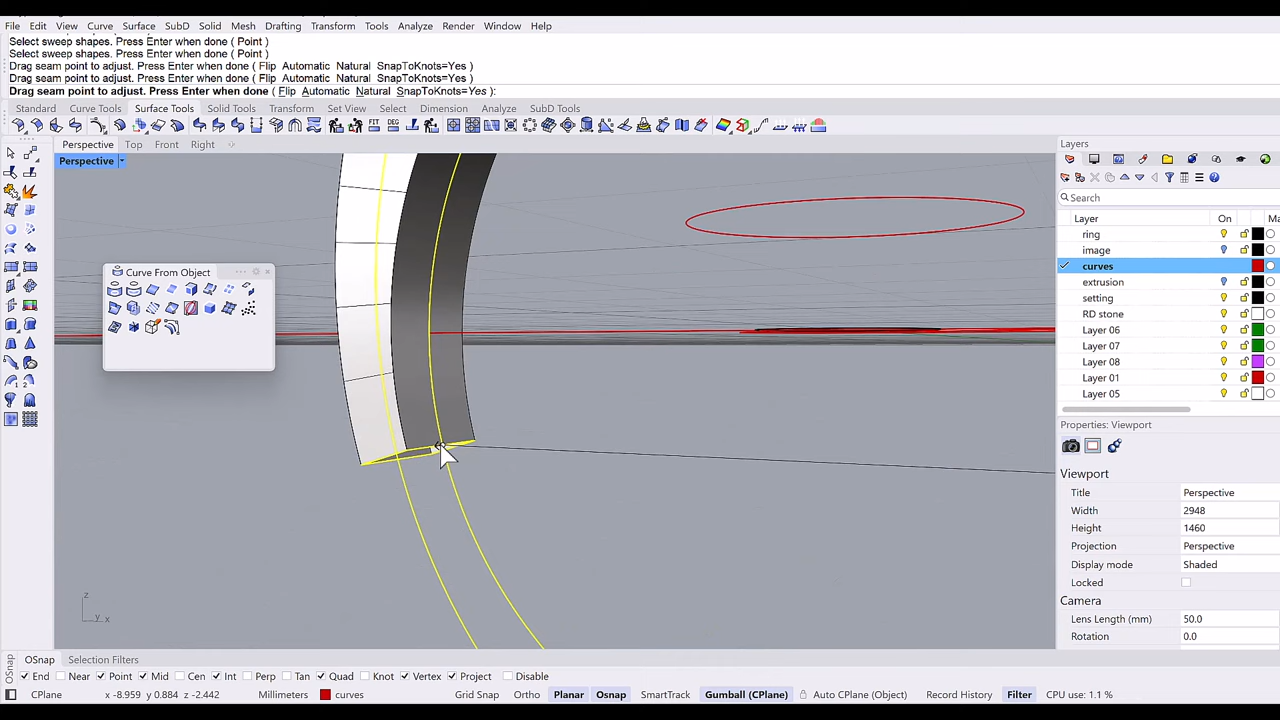 File Edit View Curve Surface SubD Solid Mesh Drafting Transform Tools Analyze Render Window Help
Select sweep shapes. Press Enter when done ( Point )
Select sweep shapes. Press Enter when done ( Point )
Drag seam point to adjust. Press Enter when done ( Flip Automatic Natural SnapToKnots=Yes )
Drag seam point to adjust. Press Enter when done ( Flip Automatic Natural SnapToKnots=Yes )
Drag seam point to adjust. Press Enter when done ( Flip Automatic Natural SnapToKnots=Yes ):
Standard Curve Tools Surface Tools Solid Tools Mesh Tools Transform Set View Select Dimension Analyze SubD Tools
FIT DEG
Perspective Top Front Right
Perspective
Curve From Object
z
y x
Layers
Search
Layer On Ma
ring
image
curves
extrusion
setting
RD stone
Layer 06
Layer 07
Layer 08
Layer 01
Layer 05
Properties: Viewport
Viewport
Title Perspective
Width 2948
Height 1460
Projection Perspective
Display mode Shaded
Locked
Camera
Lens Length (mm) 50.0
Rotation 0.0
OSnap Selection Filters
OSnap
End Near Point Mid Cen Int Perp Tan Quad Knot Vertex Project Disable
CPlane x -8.959 y 0.884 z -2.442 Millimeters curves Grid Snap Ortho Planar Osnap SmartTrack Gumball (CPlane) Auto CPlane (Object) Record History Filter CPU use: 1.1 %